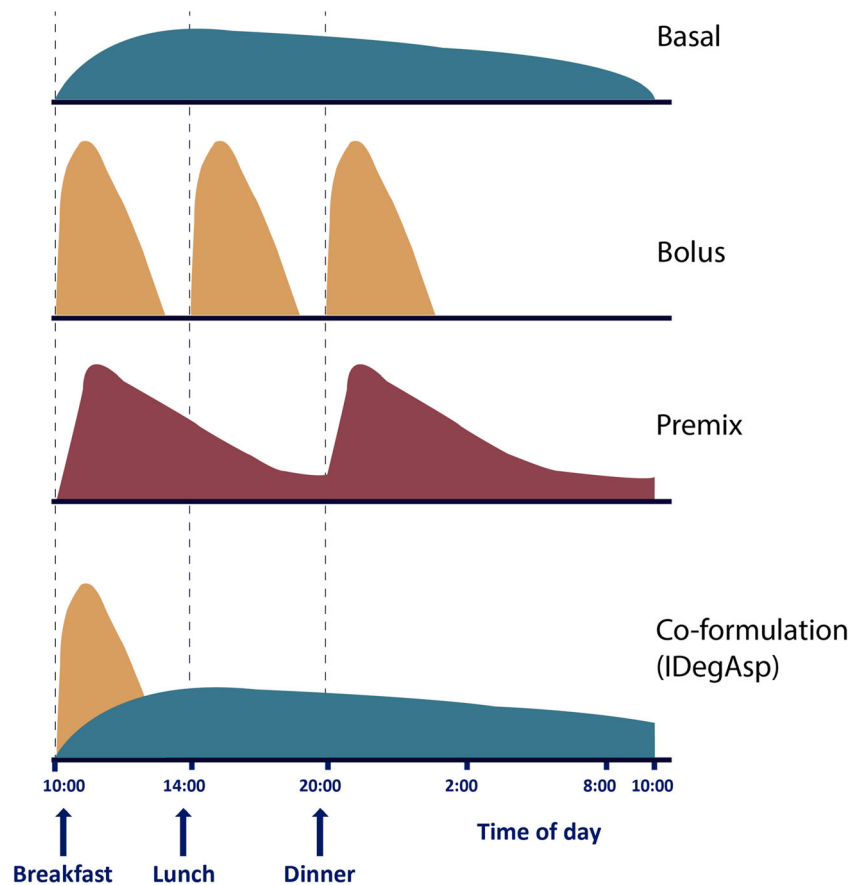 Basal
Bolus
Premix
Co-formulation
(IDegAsp)
10:00 14:00 20:00 2:00 8:00 10:00
Time of day
Breakfast Lunch Dinner